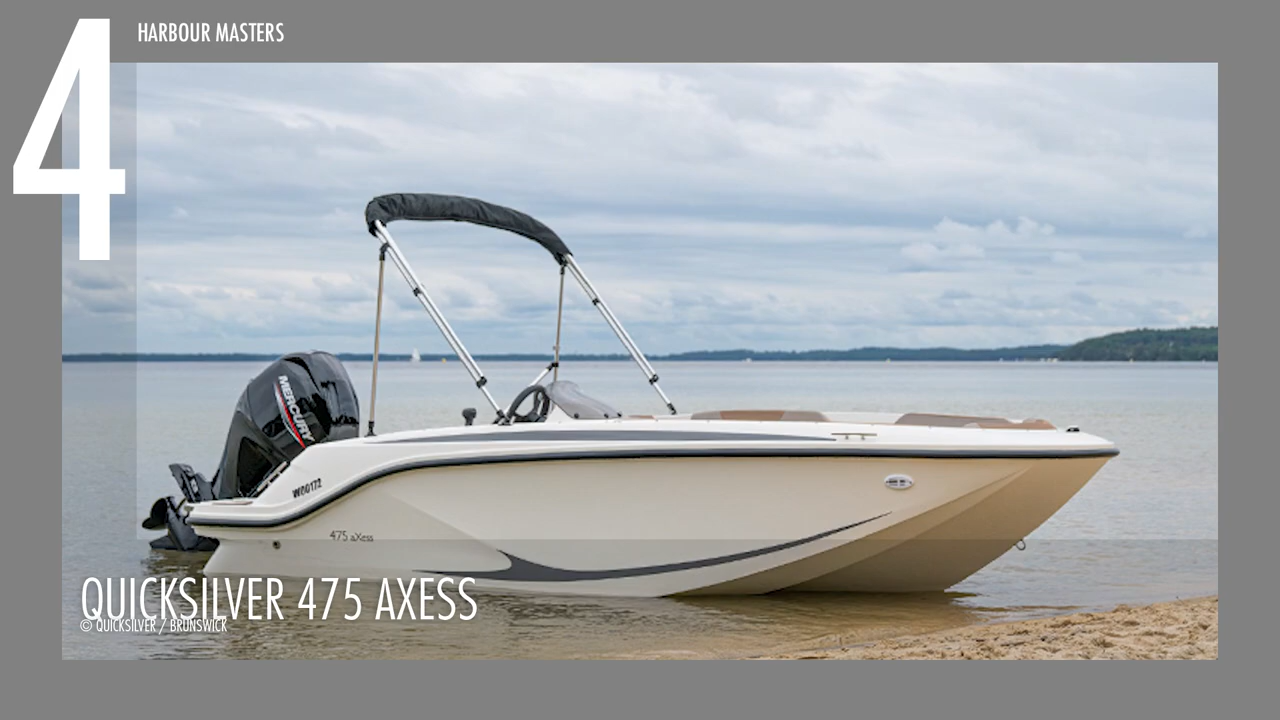 4
HARBOUR MASTERS
MERCURY
W00172
475 aXess
QUICKSILVER 475 AXESS
© QUICKSILVER / BRUNSWICK